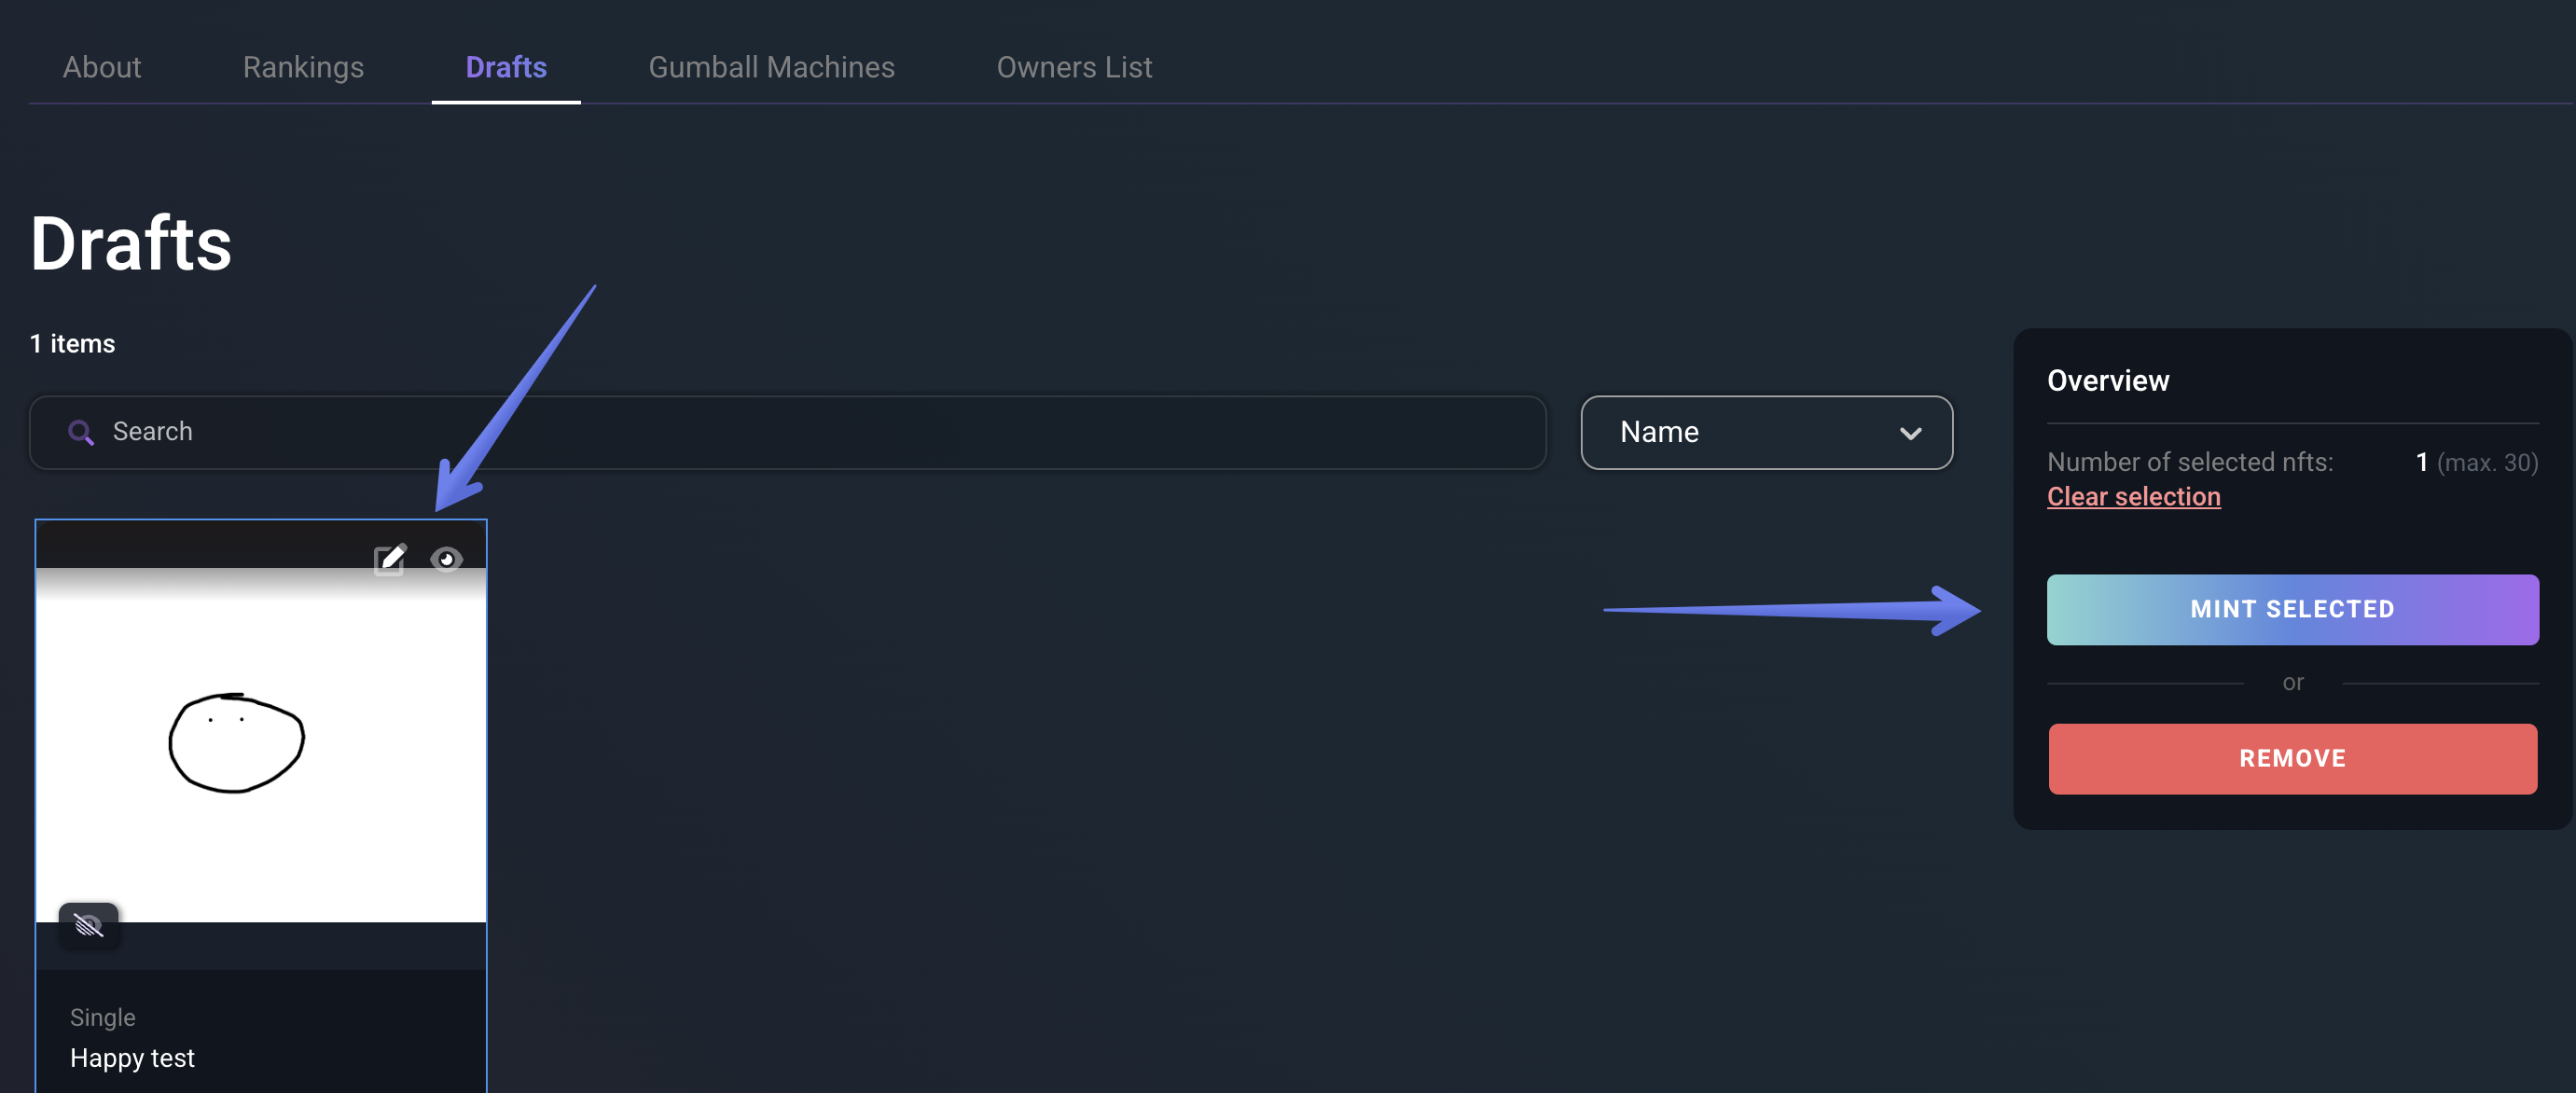 About Rankings Drafts Gumball Machines Owners List
Drafts
1 items
Search
Name
Single
Happy test
Overview
Number of selected nfts: 1 (max. 30)
Clear selection
MINT SELECTED
or
REMOVE